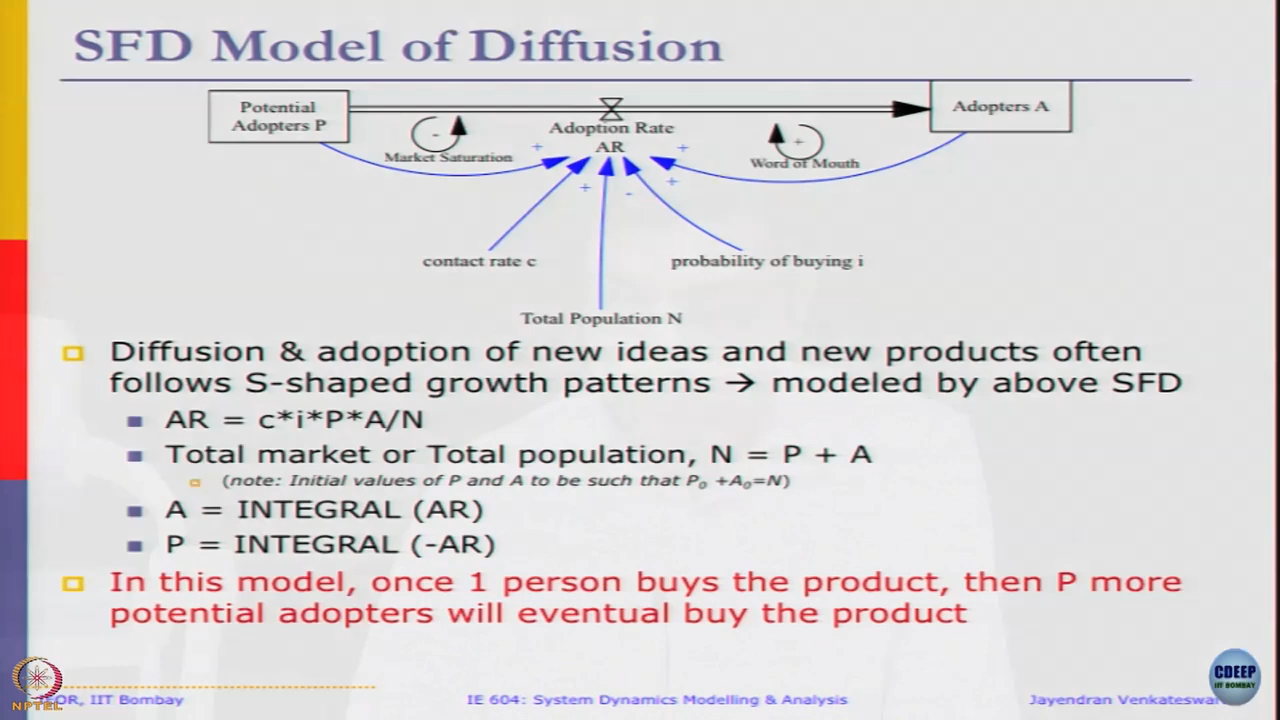 SFD Model of Diffusion
Potential
Adopters P
Adopters A
Adoption Rate
AR
-
Market Saturation
+
Word of Mouth
+
+
+
-
+
contact rate c
probability of buying i
Total Population N
Diffusion & adoption of new ideas and new products often
follows S-shaped growth patterns → modeled by above SFD
AR = c*i*P*A/N
Total market or Total population, N = P + A
(note: Initial values of P and A to be such that P₀ +A₀=N)
A = INTEGRAL (AR)
P = INTEGRAL (-AR)
In this model, once 1 person buys the product, then P more
potential adopters will eventual buy the product
CDEEP
IIT BOMBAY
NPTEL
IIT Bombay
IE 604: System Dynamics Modelling & Analysis
Jayendran